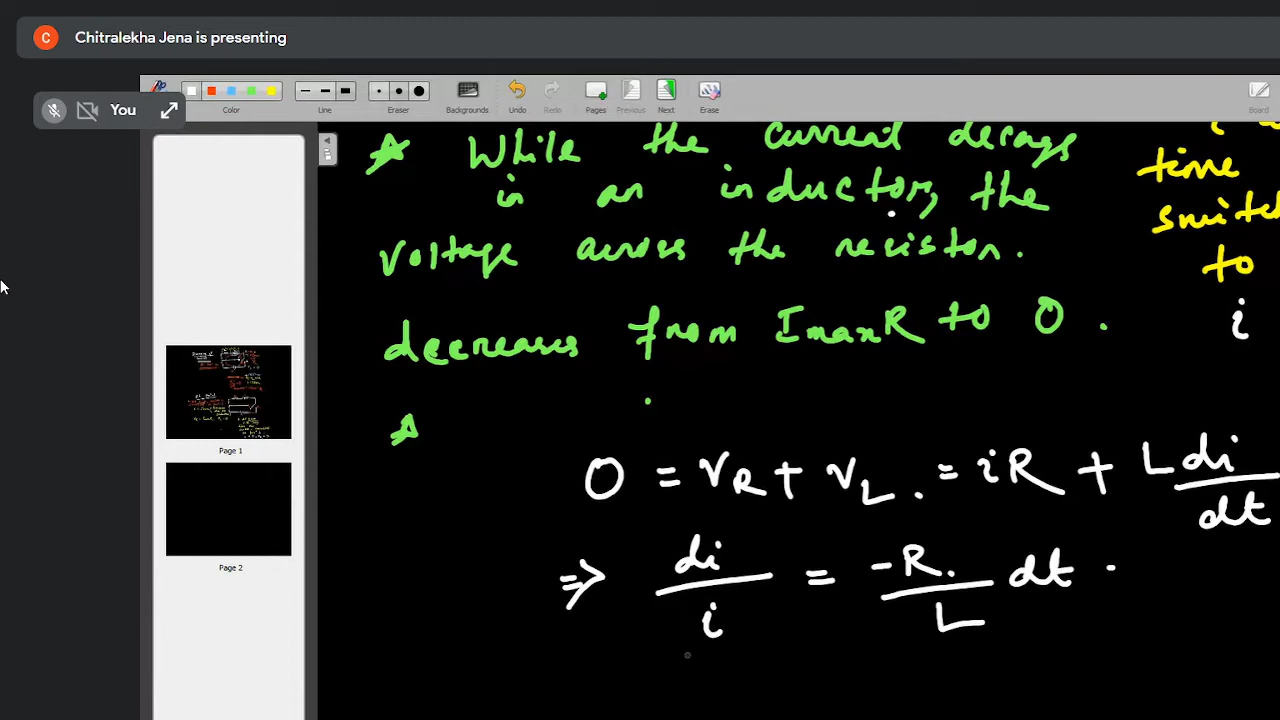 Chitralekha Jena is presenting
You
Color
Line
Eraser
Backgrounds
Undo
Redo
Pages
Previous
Next
Erase
Board
While the current decays
in an inductor, the
voltage across the resistor.
decreases from ImaxR to 0.
0 = VR + VL. = iR + L di/dt
⇒ di/i = -R/L dt.
time
switch
to
i
Page 1
Page 2